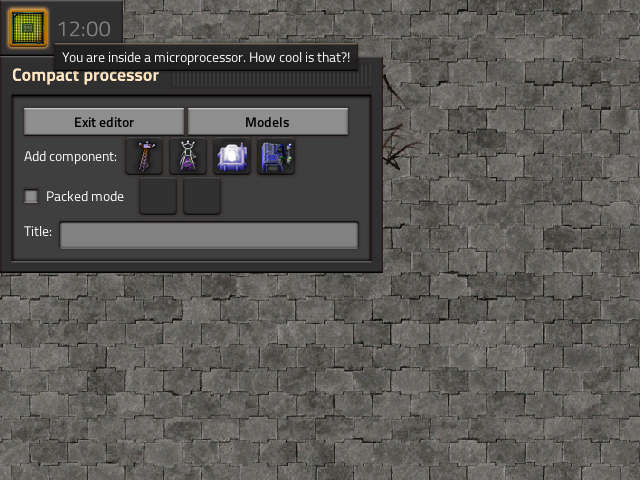 12:00
You are inside a microprocessor. How cool is that?!
Compact processor
Exit editor
Models
Add component:
Packed mode
Title: